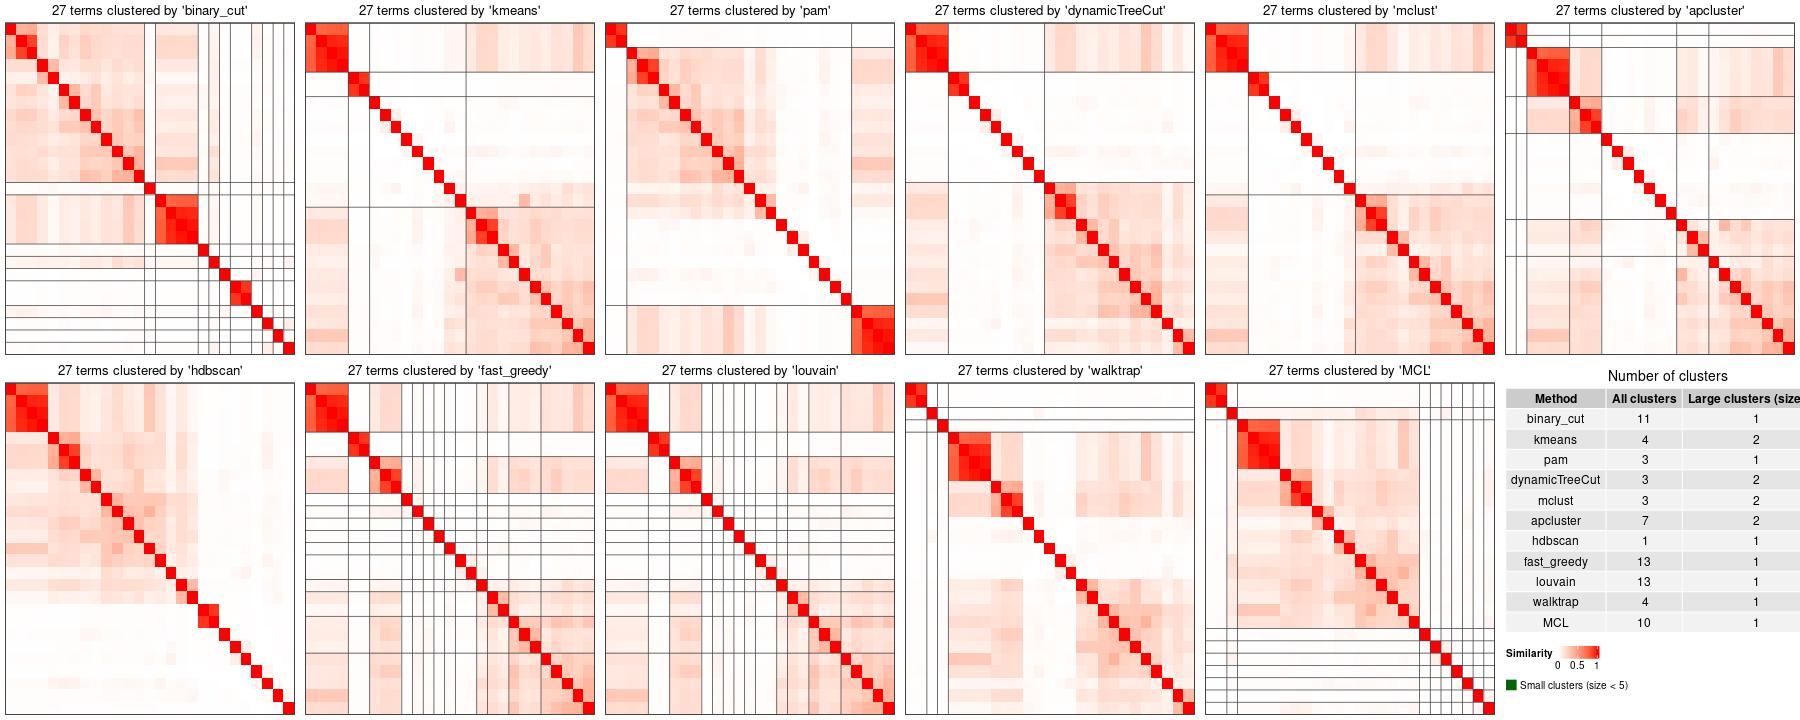 27 terms clustered by 'binary_cut'
27 terms clustered by 'kmeans'
27 terms clustered by 'pam'
27 terms clustered by 'dynamicTreeCut'
27 terms clustered by 'mclust'
27 terms clustered by 'apcluster'
27 terms clustered by 'hdbscan'
27 terms clustered by 'fast_greedy'
27 terms clustered by 'louvain'
27 terms clustered by 'walktrap'
27 terms clustered by 'MCL'
Number of clusters
Method All clusters Large clusters (size
binary_cut 11 1
kmeans 4 2
pam 3 1
dynamicTreeCut 3 2
mclust 3 2
apcluster 7 2
hdbscan 1 1
fast_greedy 13 1
louvain 13 1
walktrap 4 1
MCL 10 1
Similarity
0 0.5 1
Small clusters (size < 5)